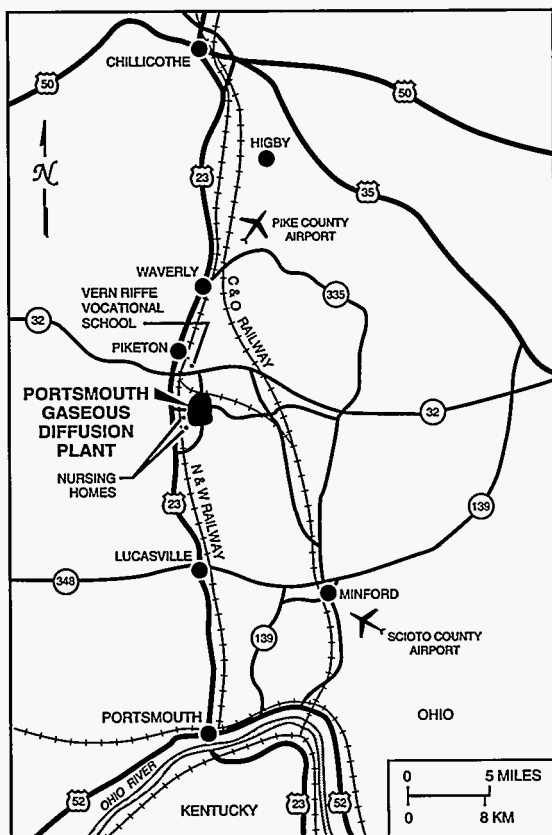 CHILLICOTHE
50
50
N
HIGBY
23
35
PIKE COUNTY
AIRPORT
WAVERLY
335
VERN RIFFE
VOCATIONAL
SCHOOL
C & O RAILWAY
32
PIKETON
PORTSMOUTH
GASEOUS
DIFFUSION
PLANT
32
NURSING
HOMES
23
N & W RAILWAY
139
LUCASVILLE
348
MINFORD
139
SCIOTO COUNTY
AIRPORT
PORTSMOUTH
OHIO
OHIO RIVER
52
KENTUCKY
23
52
0 5 MILES
0 8 KM